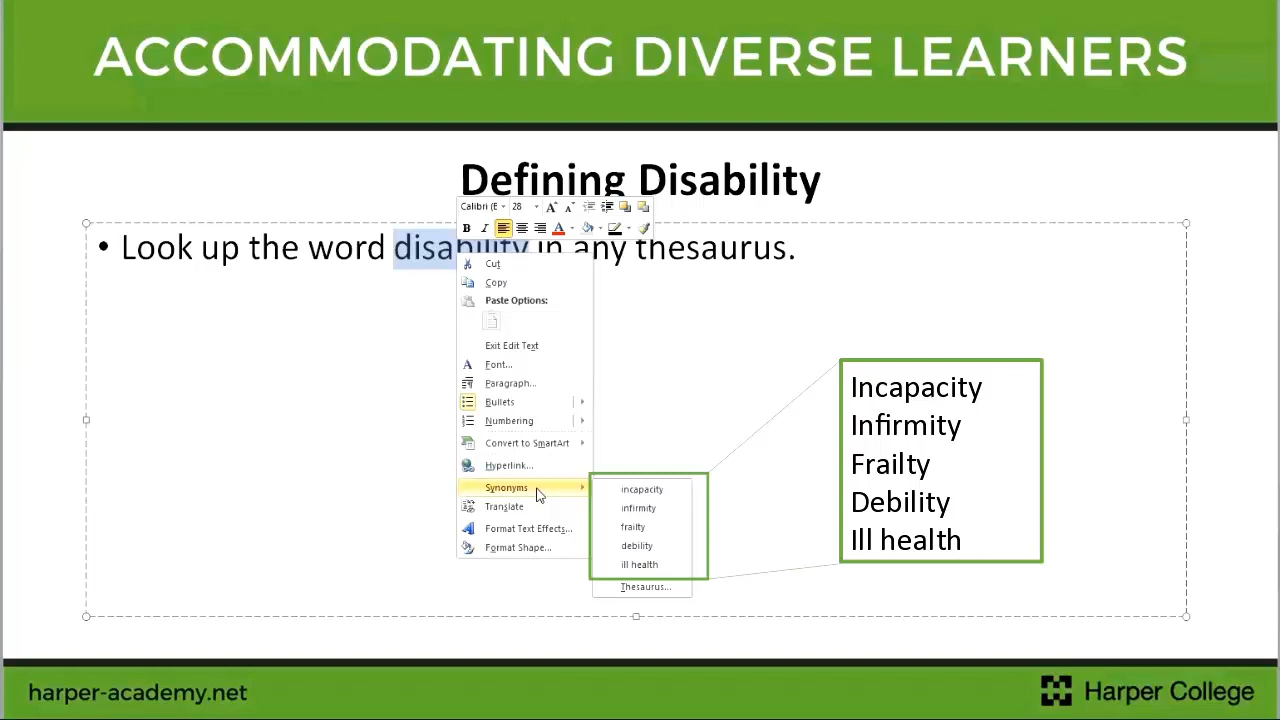 ACCOMMODATING DIVERSE LEARNERS
Defining Disability
Calibri (E 28
B I A
• Look up the word disability in any thesaurus.
Cut
Copy
Paste Options:
Exit Edit Text
A Font...
Paragraph...
Bullets
Numbering
Convert to SmartArt
Hyperlink...
Synonyms
Translate
Format Text Effects...
Format Shape...
incapacity
infirmity
frailty
debility
ill health
Thesaurus...
Incapacity
Infirmity
Frailty
Debility
Ill health
harper-academy.net
Harper College